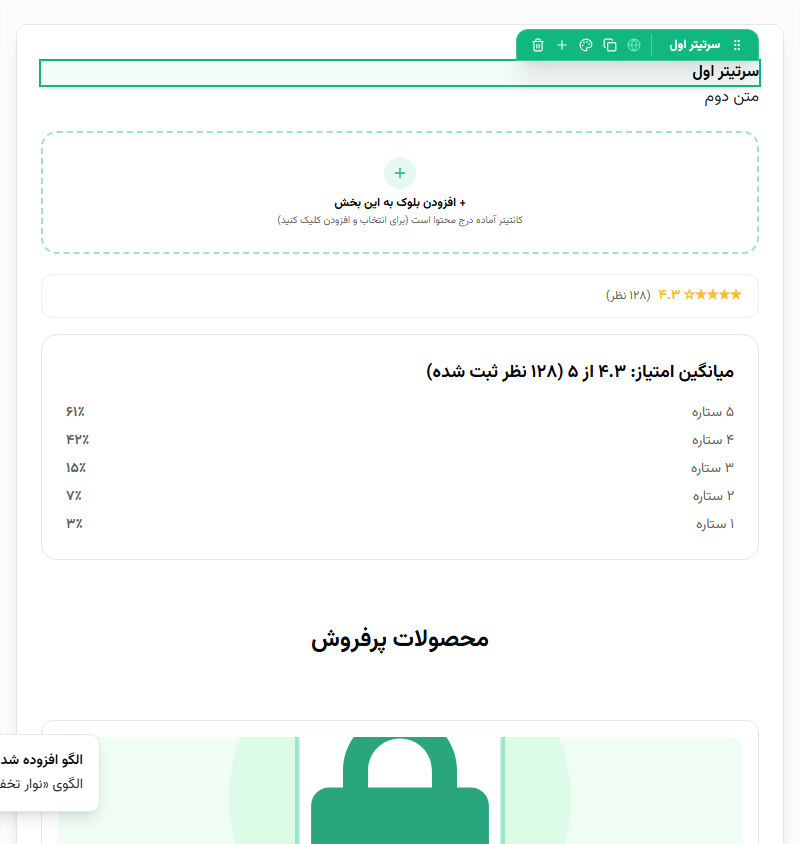 سرتیتر اول
سرتیتر اول
متن دوم
+ افزودن بلوک به این بخش
کانتینر آماده درج محتوا است (برای انتخاب و افزودن کلیک کنید)
★★★★☆ ۴.۳ (۱۲۸ نظر)
میانگین امتیاز: ۴.۳ از ۵ (۱۲۸ نظر ثبت شده)
۵ ستاره ۶۱٪
۴ ستاره ۴۲٪
۳ ستاره ۱۵٪
۲ ستاره ۷٪
۱ ستاره ۳٪
محصولات پرفروش
الگو افزوده شد
الگوی «نوار